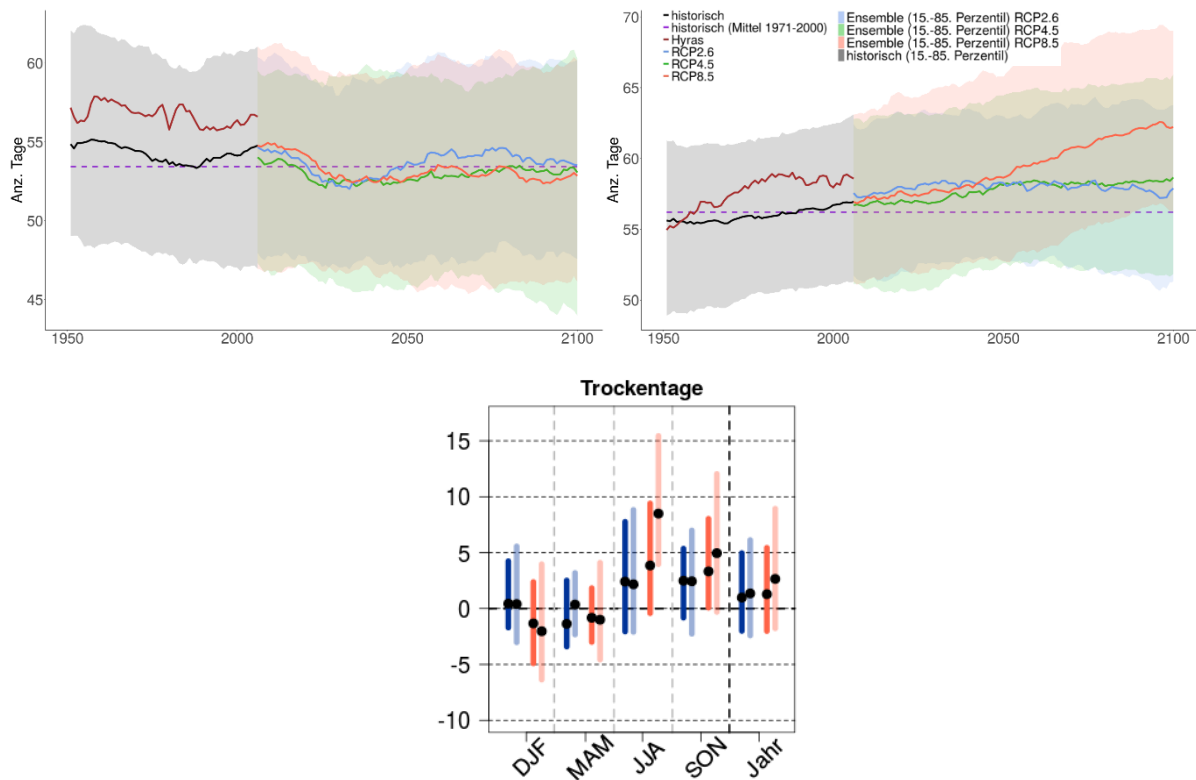 60
55
50
45
Anz. Tage
1950
2000
2050
2100
70
65
60
55
50
Anz. Tage
1950
2000
2050
2100
historisch
historisch (Mittel 1971-2000)
Hyras
RCP2.6
RCP4.5
RCP8.5
Ensemble (15.-85. Perzentil) RCP2.6
Ensemble (15.-85. Perzentil) RCP4.5
Ensemble (15.-85. Perzentil) RCP8.5
historisch (15.-85. Perzentil)
Trockentage
15
10
5
0
-5
-10
DJF
MAM
JJA
SON
Jahr